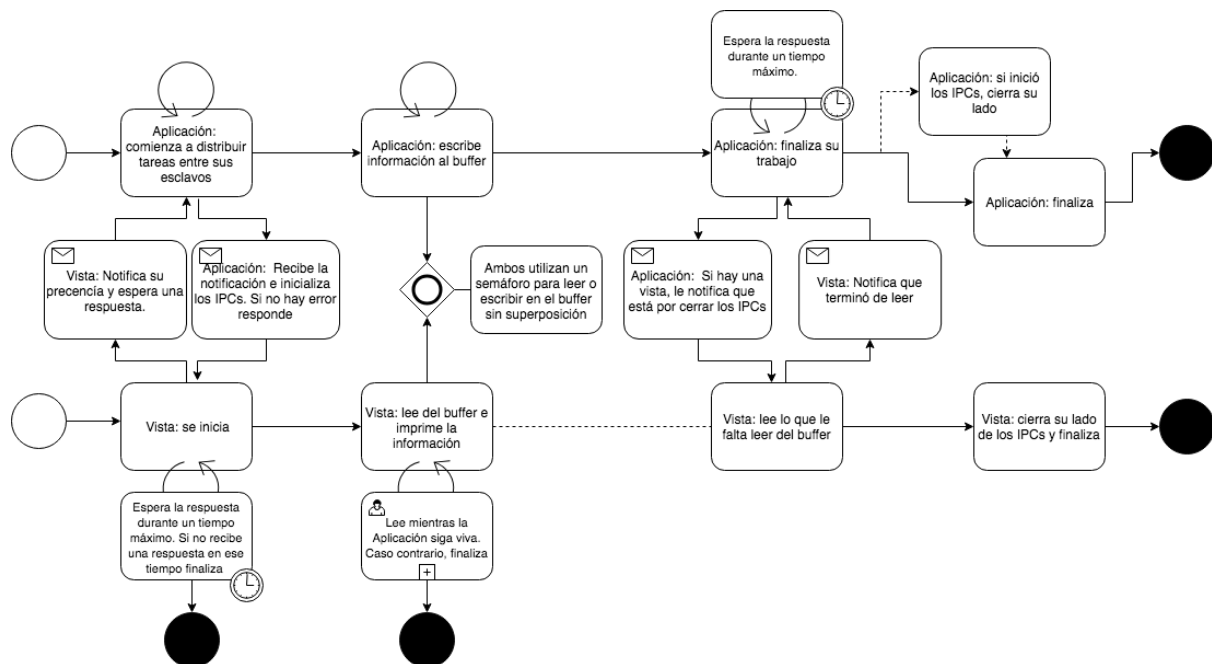 Espera la respuesta
durante un tiempo
máximo.
Aplicación: si inició
los IPCs, cierra su
lado
Aplicación:
comienza a distribuir
tareas entre sus
esclavos
Aplicación: escribe
información al buffer
Aplicación: finaliza su
trabajo
Aplicación: finaliza
Vista: Notifica su
precencía y espera una
respuesta.
Aplicación: Recibe la
notificación e inicializa
los IPCs. Si no hay error
responde
Ambos utilizan un
semáforo para leer o
escribir en el buffer
sin superposición
Aplicación: Si hay una
vista, le notifica que
está por cerrar los IPCs
Vista: Notifica que
terminó de leer
Vista: se inicia
Vista: lee del buffer e
imprime la
información
Vista: lee lo que le
falta leer del buffer
Vista: cierra su lado
de los IPCs y finaliza
Espera la respuesta
durante un tiempo
máximo. Si no recibe
una respuesta en ese
tiempo finaliza
Lee mientras la
Aplicación siga viva.
Caso contrario, finaliza